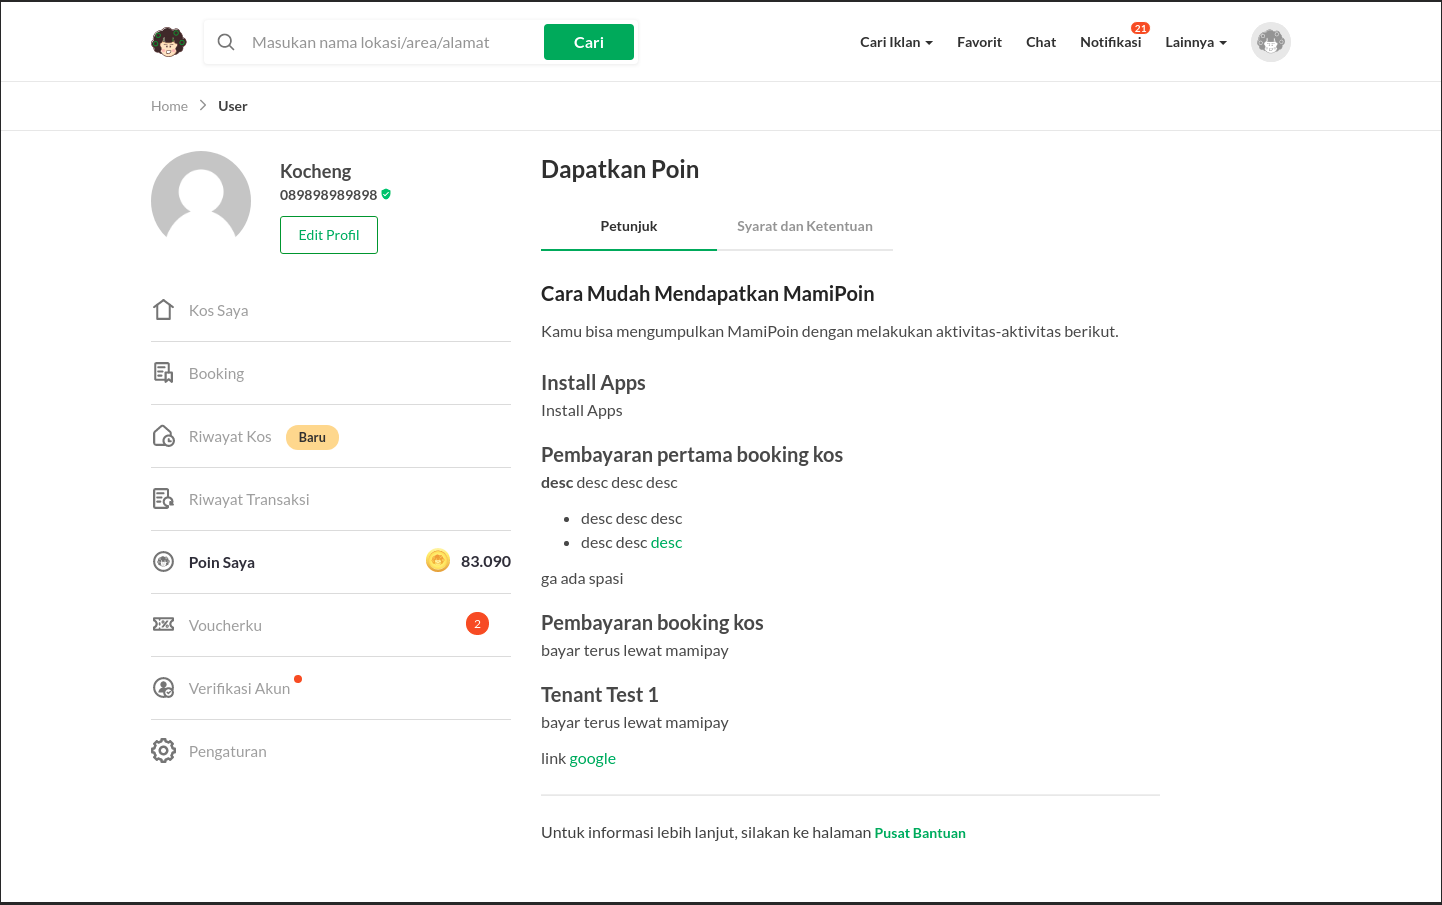 Masukan nama lokasi/area/alamat
Cari
Cari Iklan
Favorit
Chat
Notifikasi
21
Lainnya
Home
User
Kocheng
089898989898
Edit Profil
Kos Saya
Booking
Riwayat Kos
Baru
Riwayat Transaksi
Poin Saya
83.090
Voucherku
2
Verifikasi Akun
Pengaturan
Dapatkan Poin
Petunjuk
Syarat dan Ketentuan
Cara Mudah Mendapatkan MamiPoin
Kamu bisa mengumpulkan MamiPoin dengan melakukan aktivitas-aktivitas berikut.
Install Apps
Install Apps
Pembayaran pertama booking kos
desc desc desc desc
• desc desc desc
• desc desc desc
ga ada spasi
Pembayaran booking kos
bayar terus lewat mamipay
Tenant Test 1
bayar terus lewat mamipay
link google
Untuk informasi lebih lanjut, silakan ke halaman Pusat Bantuan